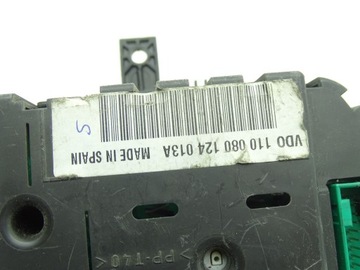 VDO 110 080 124 013A MADE IN SPAIN
S
>PP-T40<